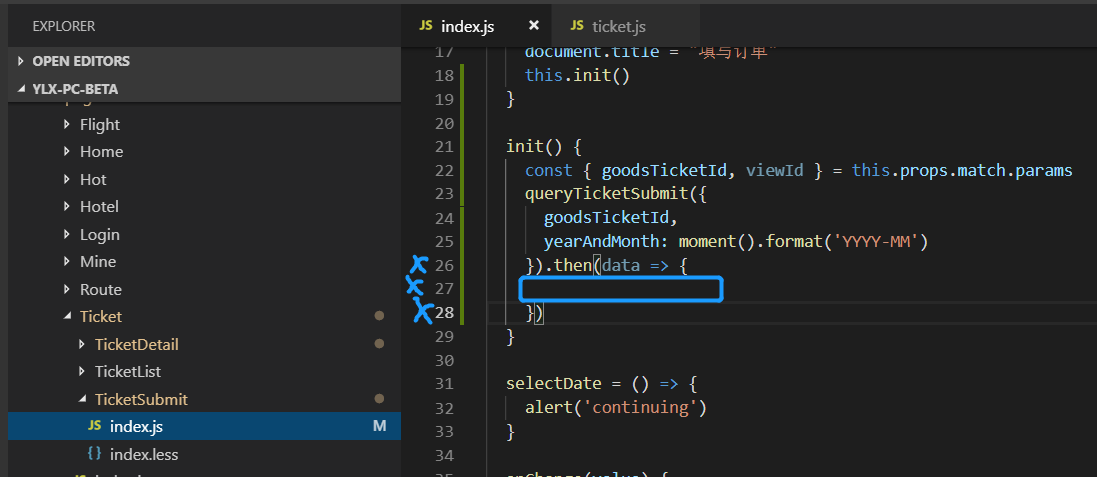 EXPLORER
OPEN EDITORS
YLX-PC-BETA
Flight
Home
Hot
Hotel
Login
Mine
Route
Ticket
TicketDetail
TicketList
TicketSubmit
JS index.js M
{} index.less
JS index.js ×
JS ticket.js
17 document.title = "填写订单"
18 this.init()
19 }
20
21 init() {
22 const { goodsTicketId, viewId } = this.props.match.params
23 queryTicketSubmit({
24 goodsTicketId,
25 yearAndMonth: moment().format('YYYY-MM')
26 }).then(data => {
27
28 })
29 }
30
31 selectDate = () => {
32 alert('continuing')
33 }
34